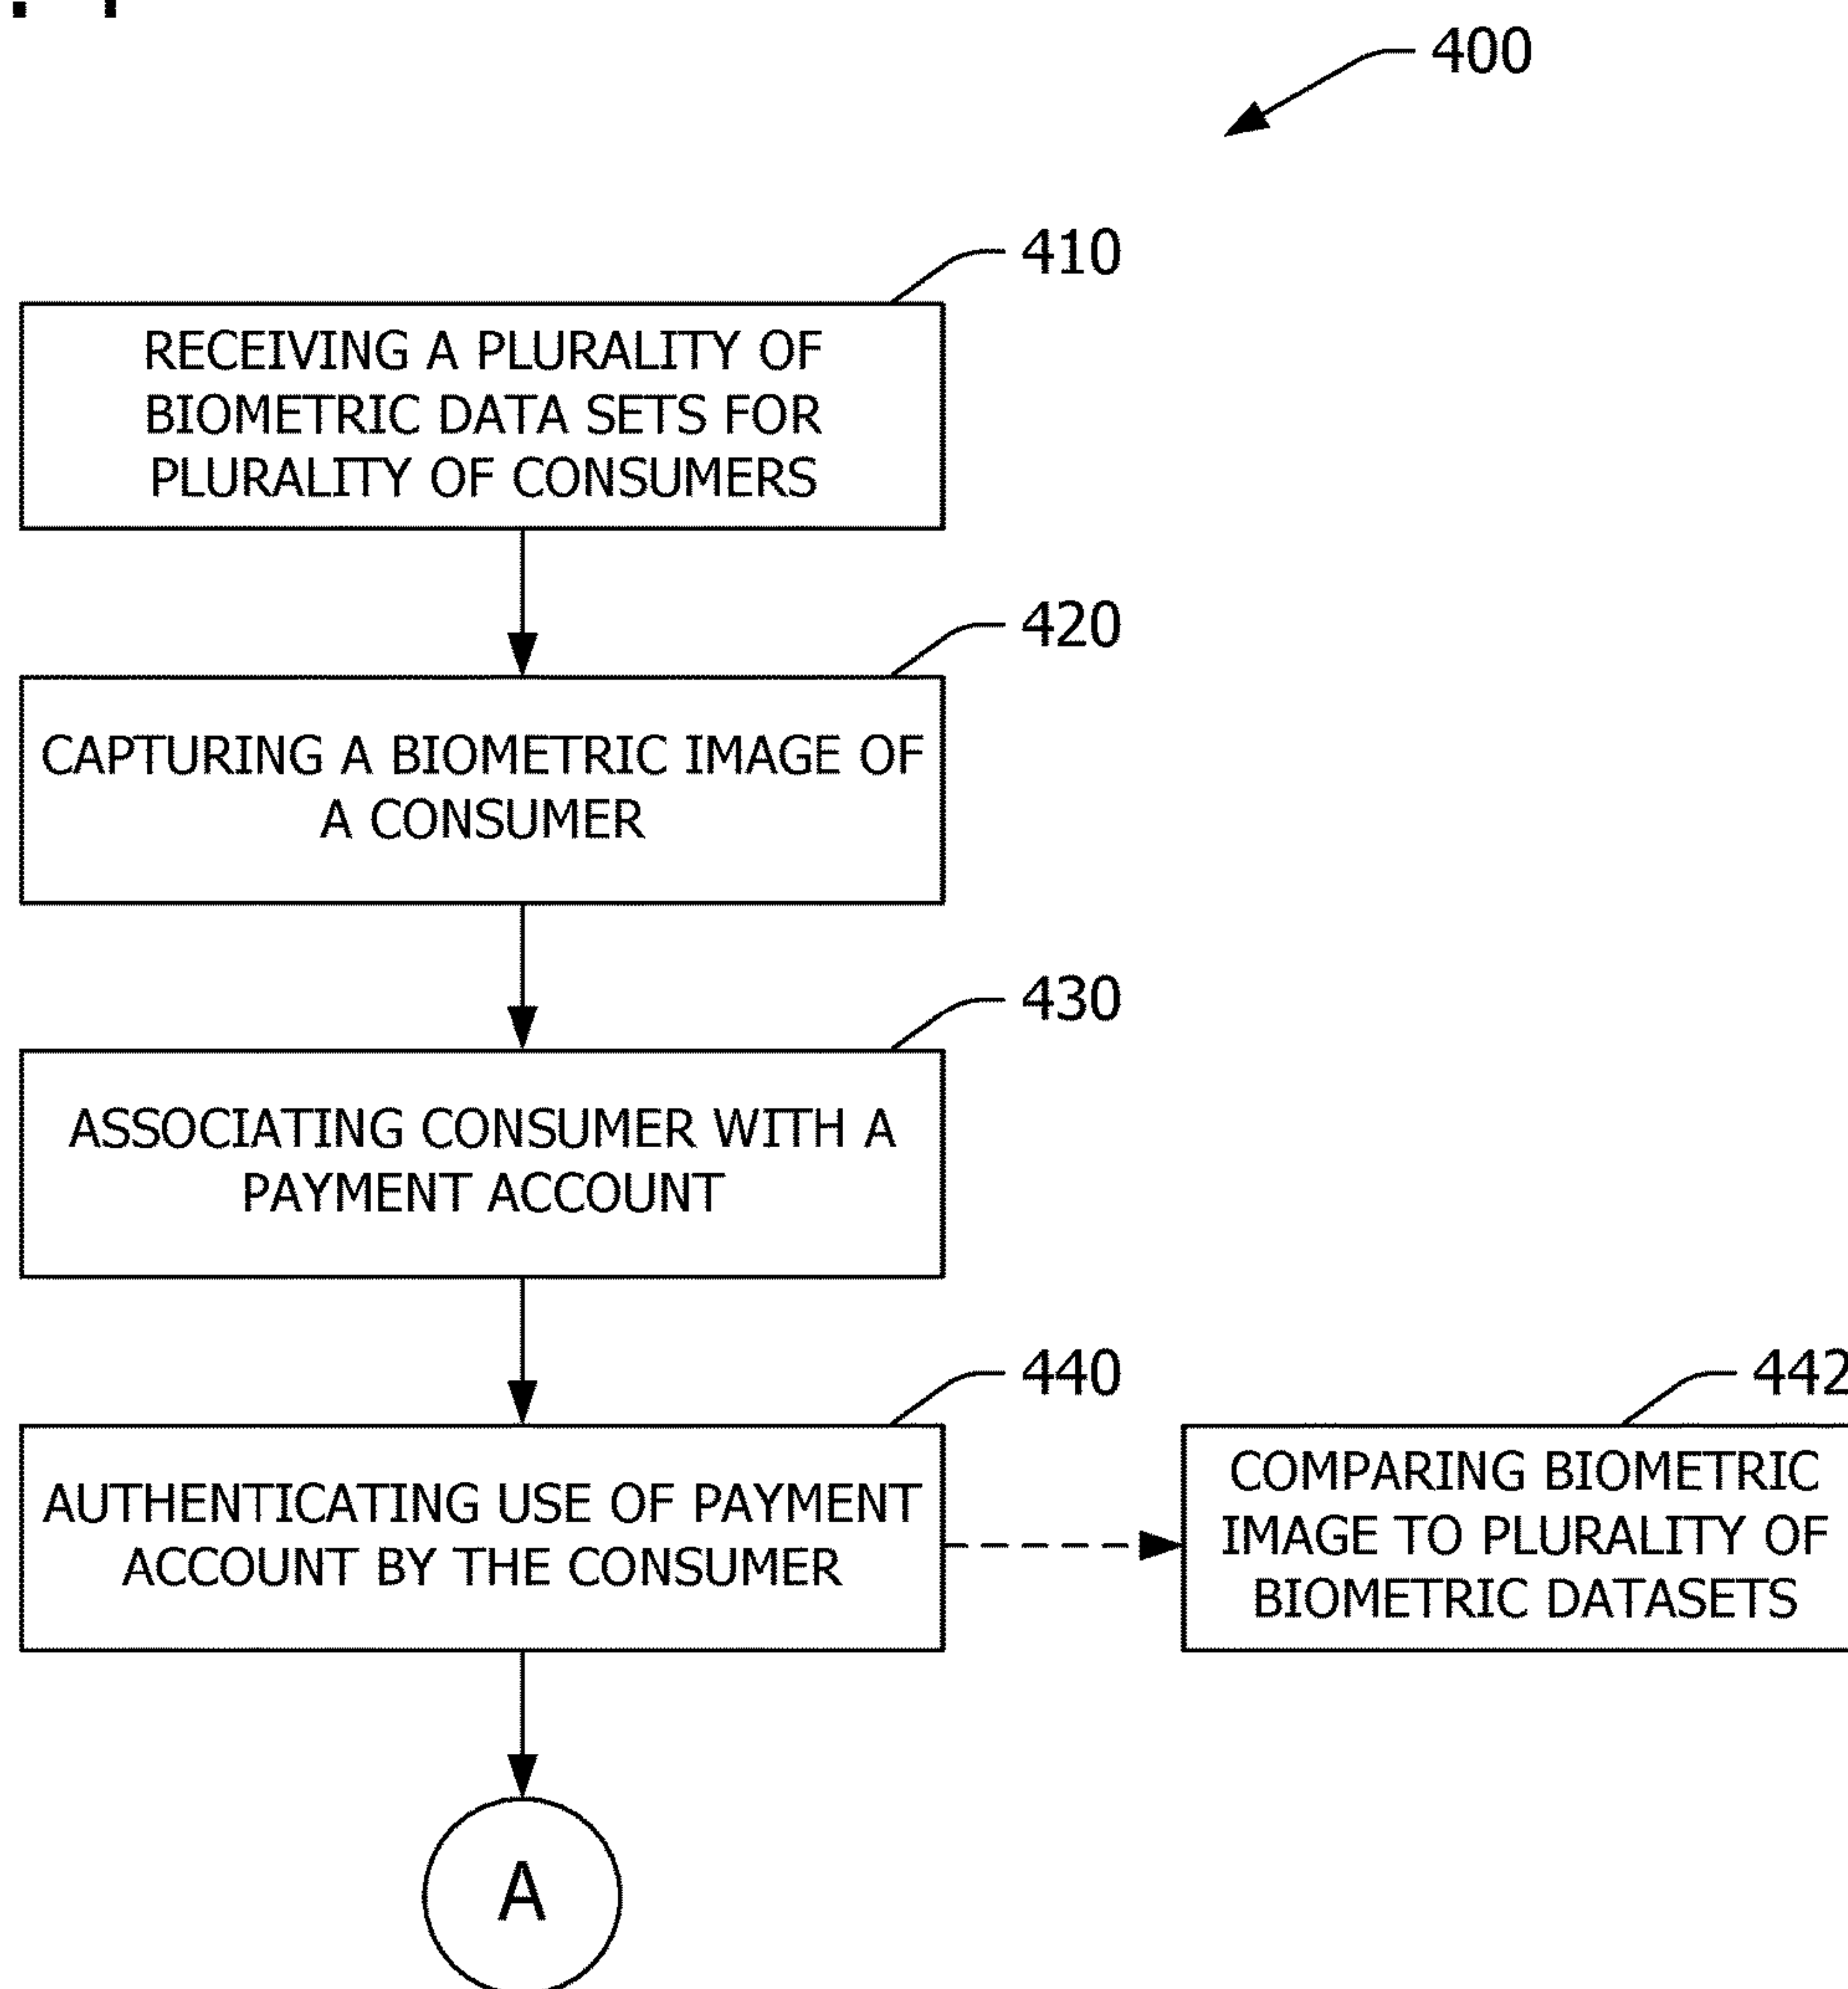 400
410
RECEIVING A PLURALITY OF
BIOMETRIC DATA SETS FOR
PLURALITY OF CONSUMERS
420
CAPTURING A BIOMETRIC IMAGE OF
A CONSUMER
430
ASSOCIATING CONSUMER WITH A
PAYMENT ACCOUNT
440
AUTHENTICATING USE OF PAYMENT
ACCOUNT BY THE CONSUMER
442
COMPARING BIOMETRIC
IMAGE TO PLURALITY OF
BIOMETRIC DATASETS
A